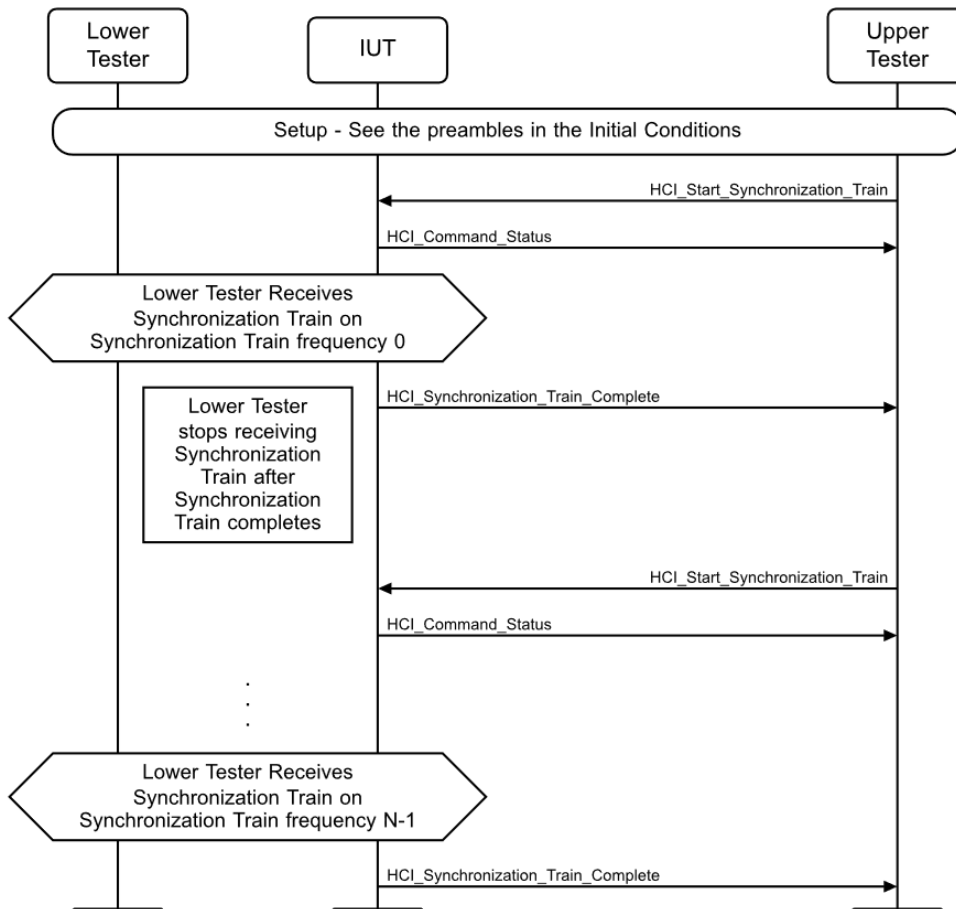 Lower
Tester
IUT
Upper
Tester
Setup - See the preambles in the Initial Conditions
HCI_Start_Synchronization_Train
HCI_Command_Status
Lower Tester Receives
Synchronization Train on
Synchronization Train frequency 0
HCI_Synchronization_Train_Complete
Lower Tester
stops receiving
Synchronization
Train after
Synchronization
Train completes
HCI_Start_Synchronization_Train
HCI_Command_Status
.
.
.
Lower Tester Receives
Synchronization Train on
Synchronization Train frequency N-1
HCI_Synchronization_Train_Complete